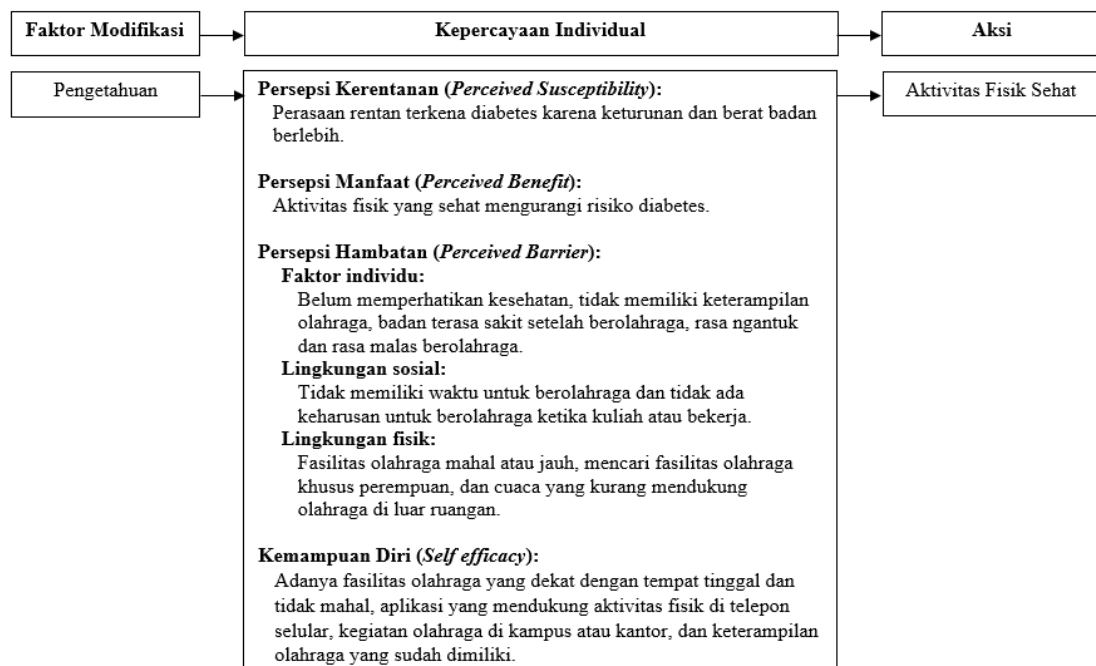 Faktor Modifikasi
Kepercayaan Individual
Aksi
Pengetahuan
Persepsi Kerentanan (Perceived Susceptibility):
Perasaan rentan terkena diabetes karena keturunan dan berat badan
berlebih.
Persepsi Manfaat (Perceived Benefit):
Aktivitas fisik yang sehat mengurangi risiko diabetes.
Persepsi Hambatan (Perceived Barrier):
Faktor individu:
Belum memperhatikan kesehatan, tidak memiliki keterampilan
olahraga, badan terasa sakit setelah berolahraga, rasa ngantuk
dan rasa malas berolahraga.
Lingkungan sosial:
Tidak memiliki waktu untuk berolahraga dan tidak ada
keharusan untuk berolahraga ketika kuliah atau bekerja.
Lingkungan fisik:
Fasilitas olahraga mahal atau jauh, mencari fasilitas olahraga
khusus perempuan, dan cuaca yang kurang mendukung
olahraga di luar ruangan.
Kemampuan Diri (Self efficacy):
Adanya fasilitas olahraga yang dekat dengan tempat tinggal dan
tidak mahal, aplikasi yang mendukung aktivitas fisik di telepon
selular, kegiatan olahraga di kampus atau kantor, dan keterampilan
olahraga yang sudah dimiliki.
Aktivitas Fisik Sehat